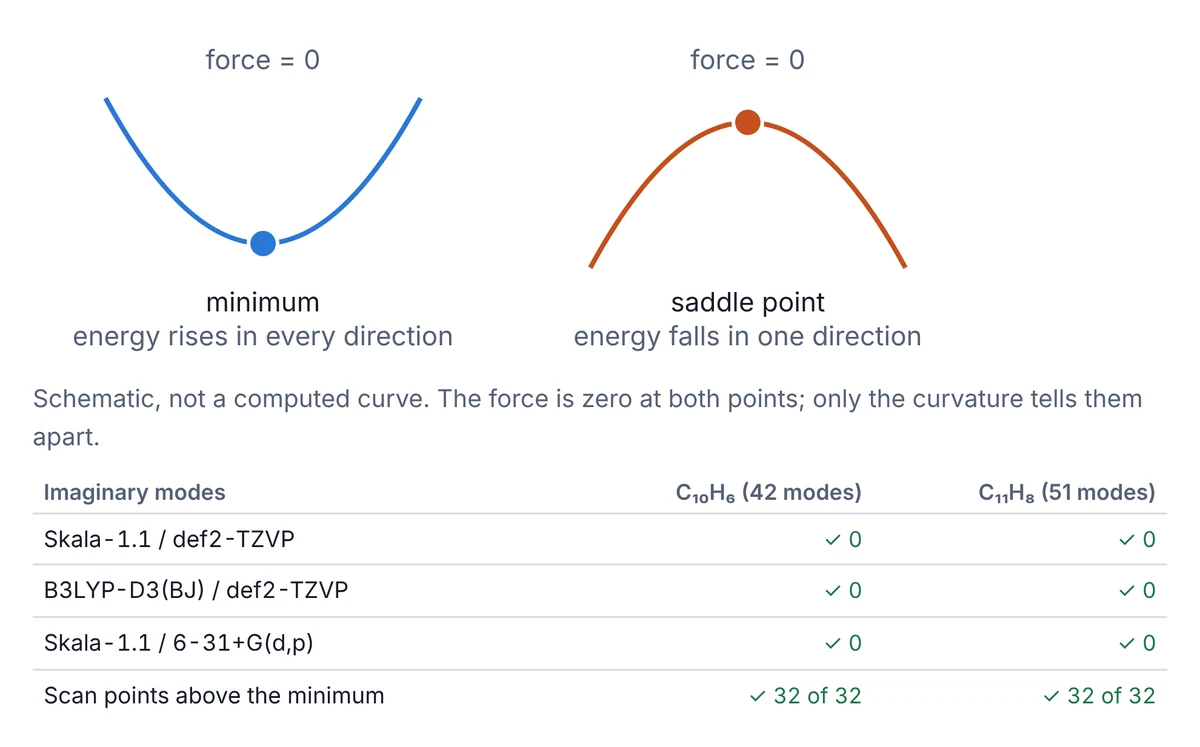 force = 0
force = 0
minimum
energy rises in every direction
saddle point
energy falls in one direction
Schematic, not a computed curve. The force is zero at both points; only the curvature tells them
apart.
Imaginary modes C₁₀H₆ (42 modes) C₁₁H₈ (51 modes)
Skala-1.1 / def2-TZVP ✓ 0 ✓ 0
B3LYP-D3(BJ) / def2-TZVP ✓ 0 ✓ 0
Skala-1.1 / 6-31+G(d,p) ✓ 0 ✓ 0
Scan points above the minimum ✓ 32 of 32 ✓ 32 of 32